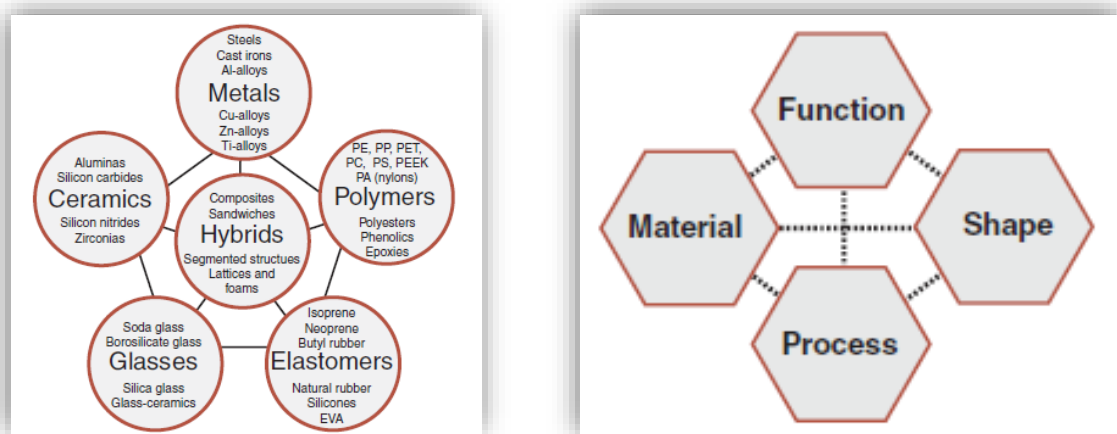 Steels
Cast irons
Al-alloys
Metals
Cu-alloys
Zn-alloys
Ti-alloys
Aluminas
Silicon carbides
Ceramics
Silicon nitrides
Zirconias
PE, PP, PET,
PC, PS, PEEK
PA (nylons)
Polymers
Polyesters
Phenolics
Epoxies
Composites
Sandwiches
Hybrids
Segmented structues
Lattices and
foams
Soda glass
Borosilicate glass
Glasses
Silica glass
Glass-ceramics
Isoprene
Neoprene
Butyl rubber
Elastomers
Natural rubber
Silicones
EVA
Function
Material
Shape
Process